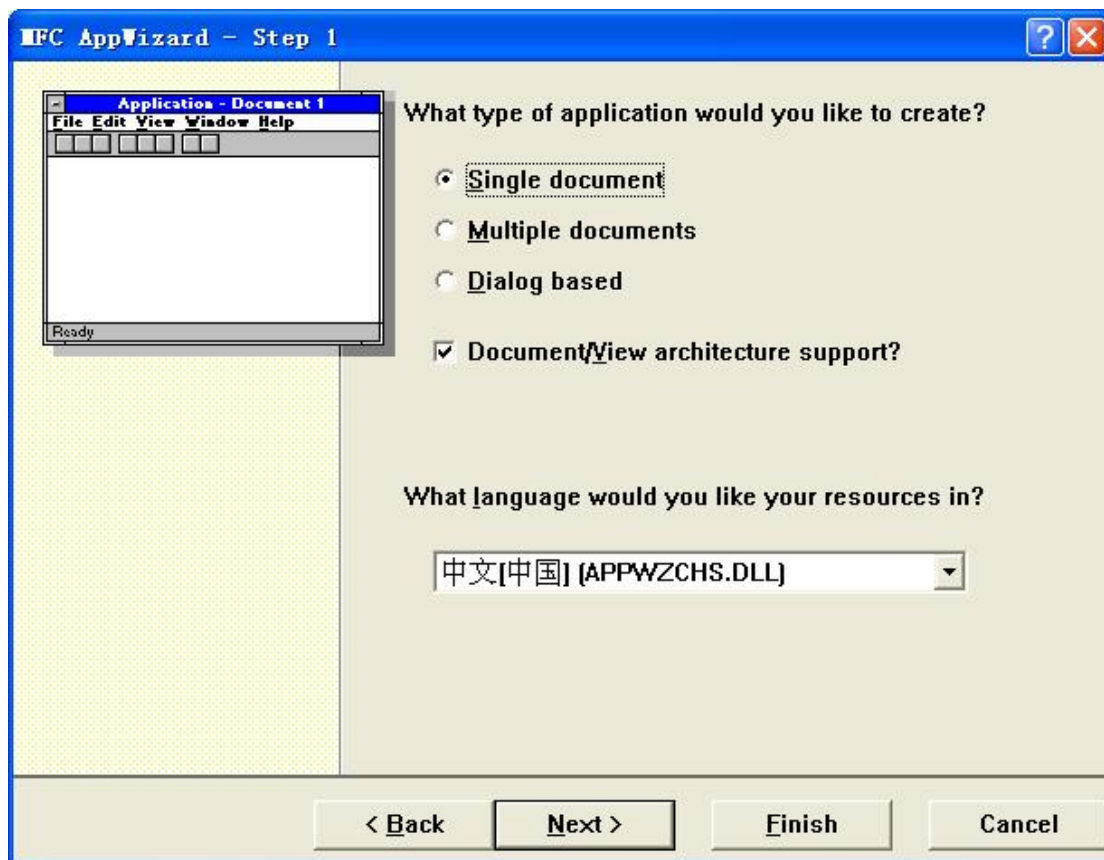 MFC AppWizard - Step 1
Application - Document 1
File Edit View Window Help
Ready
What type of application would you like to create?
Single document
Multiple documents
Dialog based
Document/View architecture support?
What language would you like your resources in?
中文[中国] (APPWZCHS.DLL)
< Back
Next >
Finish
Cancel